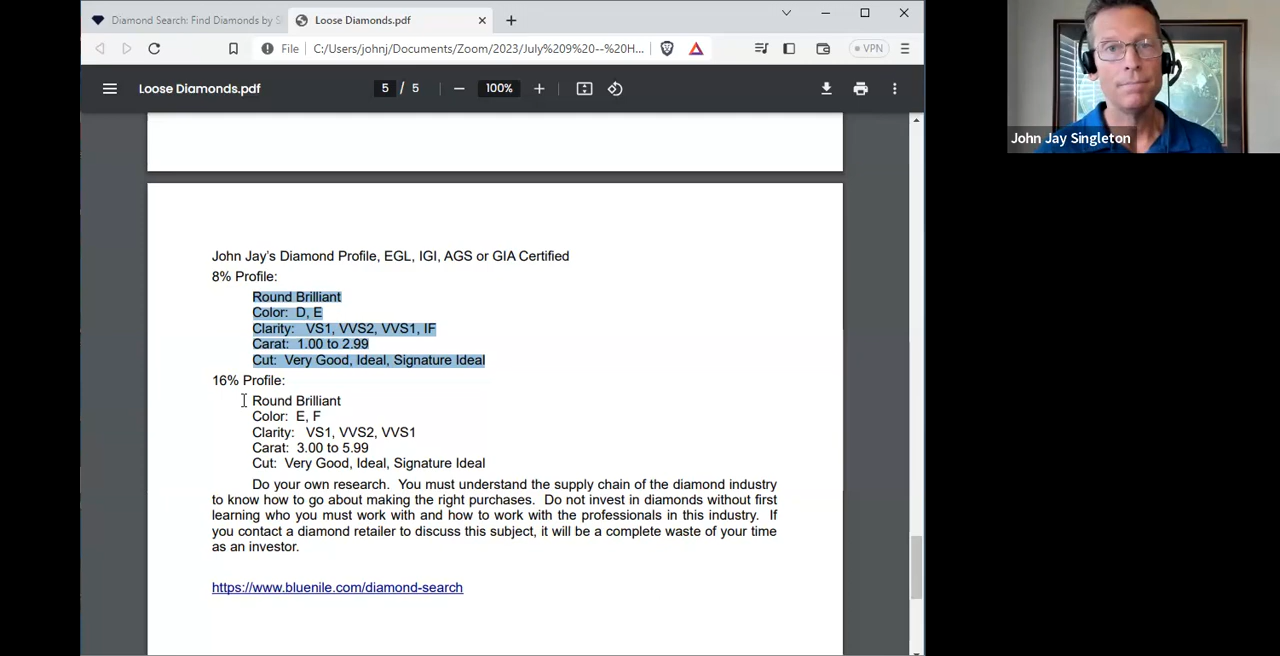 Diamond Search: Find Diamonds by S
Loose Diamonds.pdf
File
C:/Users/johnj/Documents/Zoom/2023/July%209%20--%20H...
VPN
Loose Diamonds.pdf
5 / 5
100%
John Jay Singleton
John Jay's Diamond Profile, EGL, IGI, AGS or GIA Certified
8% Profile:
Round Brilliant
Color: D, E
Clarity: VS1, VVS2, VVS1, IF
Carat: 1.00 to 2.99
Cut: Very Good, Ideal, Signature Ideal
16% Profile:
Round Brilliant
Color: E, F
Clarity: VS1, VVS2, VVS1
Carat: 3.00 to 5.99
Cut: Very Good, Ideal, Signature Ideal
Do your own research. You must understand the supply chain of the diamond industry
to know how to go about making the right purchases. Do not invest in diamonds without first
learning who you must work with and how to work with the professionals in this industry. If
you contact a diamond retailer to discuss this subject, it will be a complete waste of your time
as an investor.
https://www.bluenile.com/diamond-search